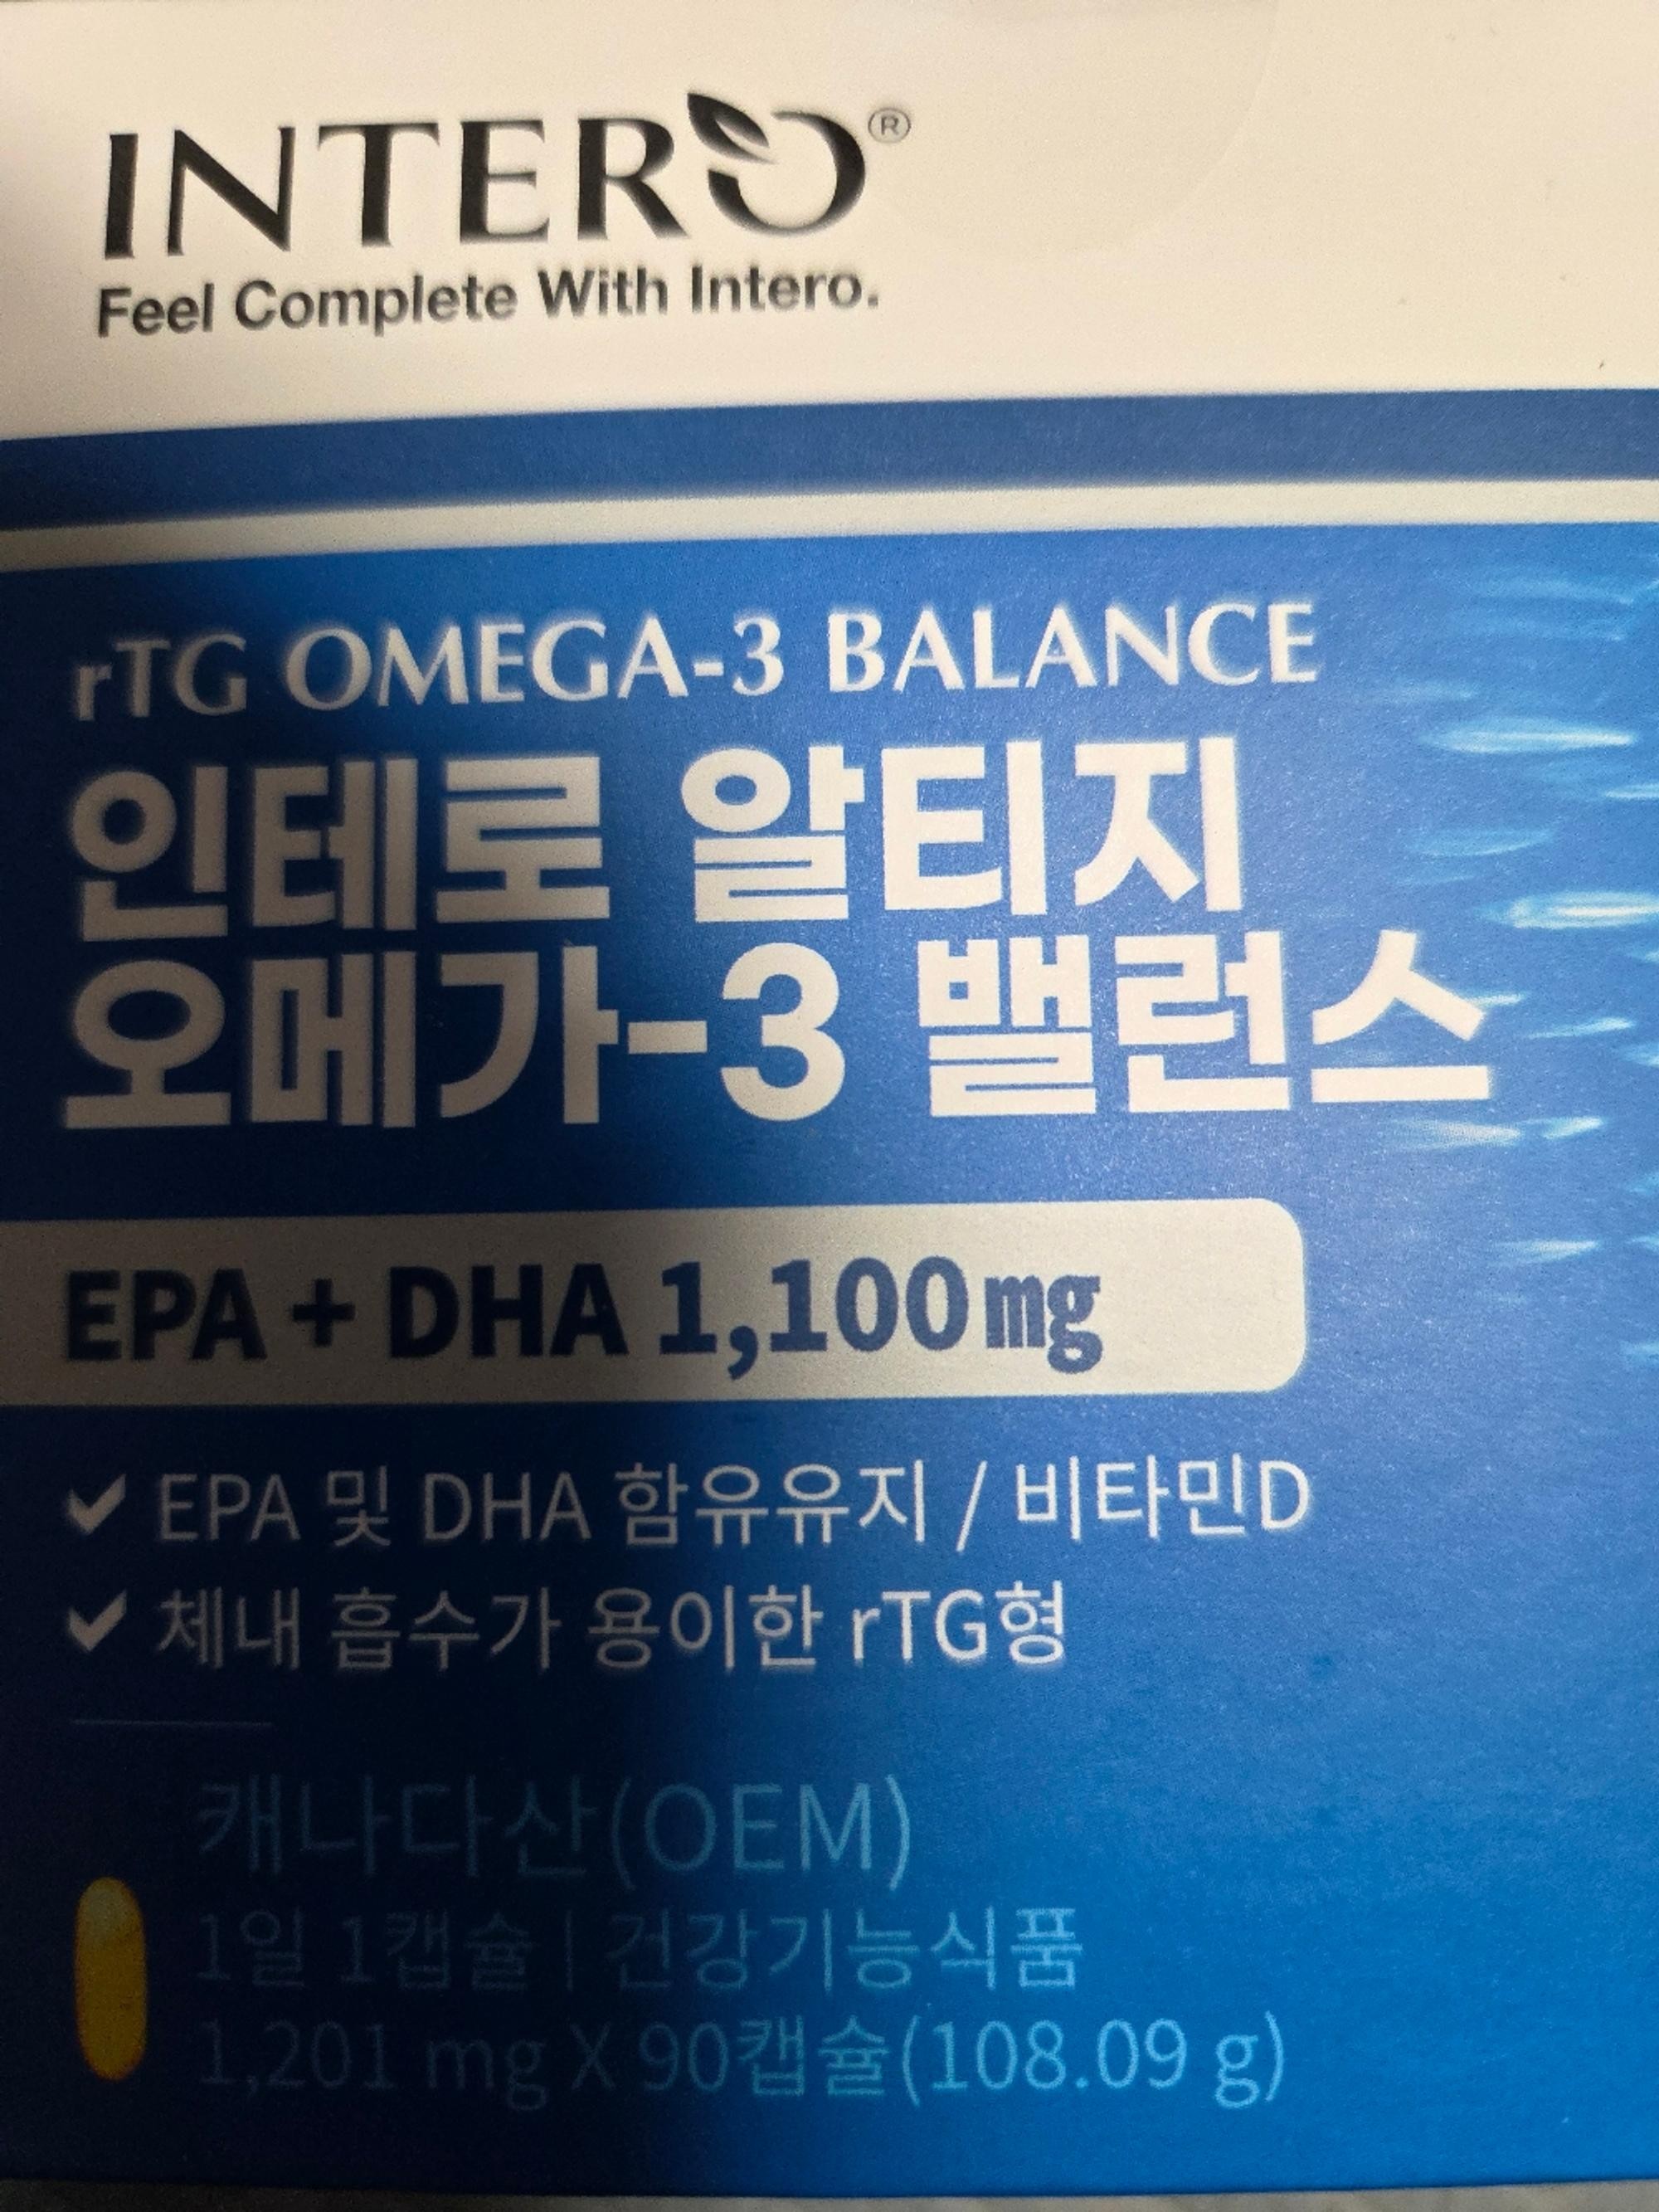 INTERO®
Feel Complete With Intero.
rTG OMEGA-3 BALANCE
인테로 알티지
오메가-3 밸런스
EPA + DHA 1,100㎎
✔ EPA 및 DHA 함유유지 / 비타민D
✔ 체내 흡수가 용이한 rTG형
캐나다산(OEM)
1일 1캡슐 | 건강기능식품
1,201 mg X 90캡슐(108.09 g)